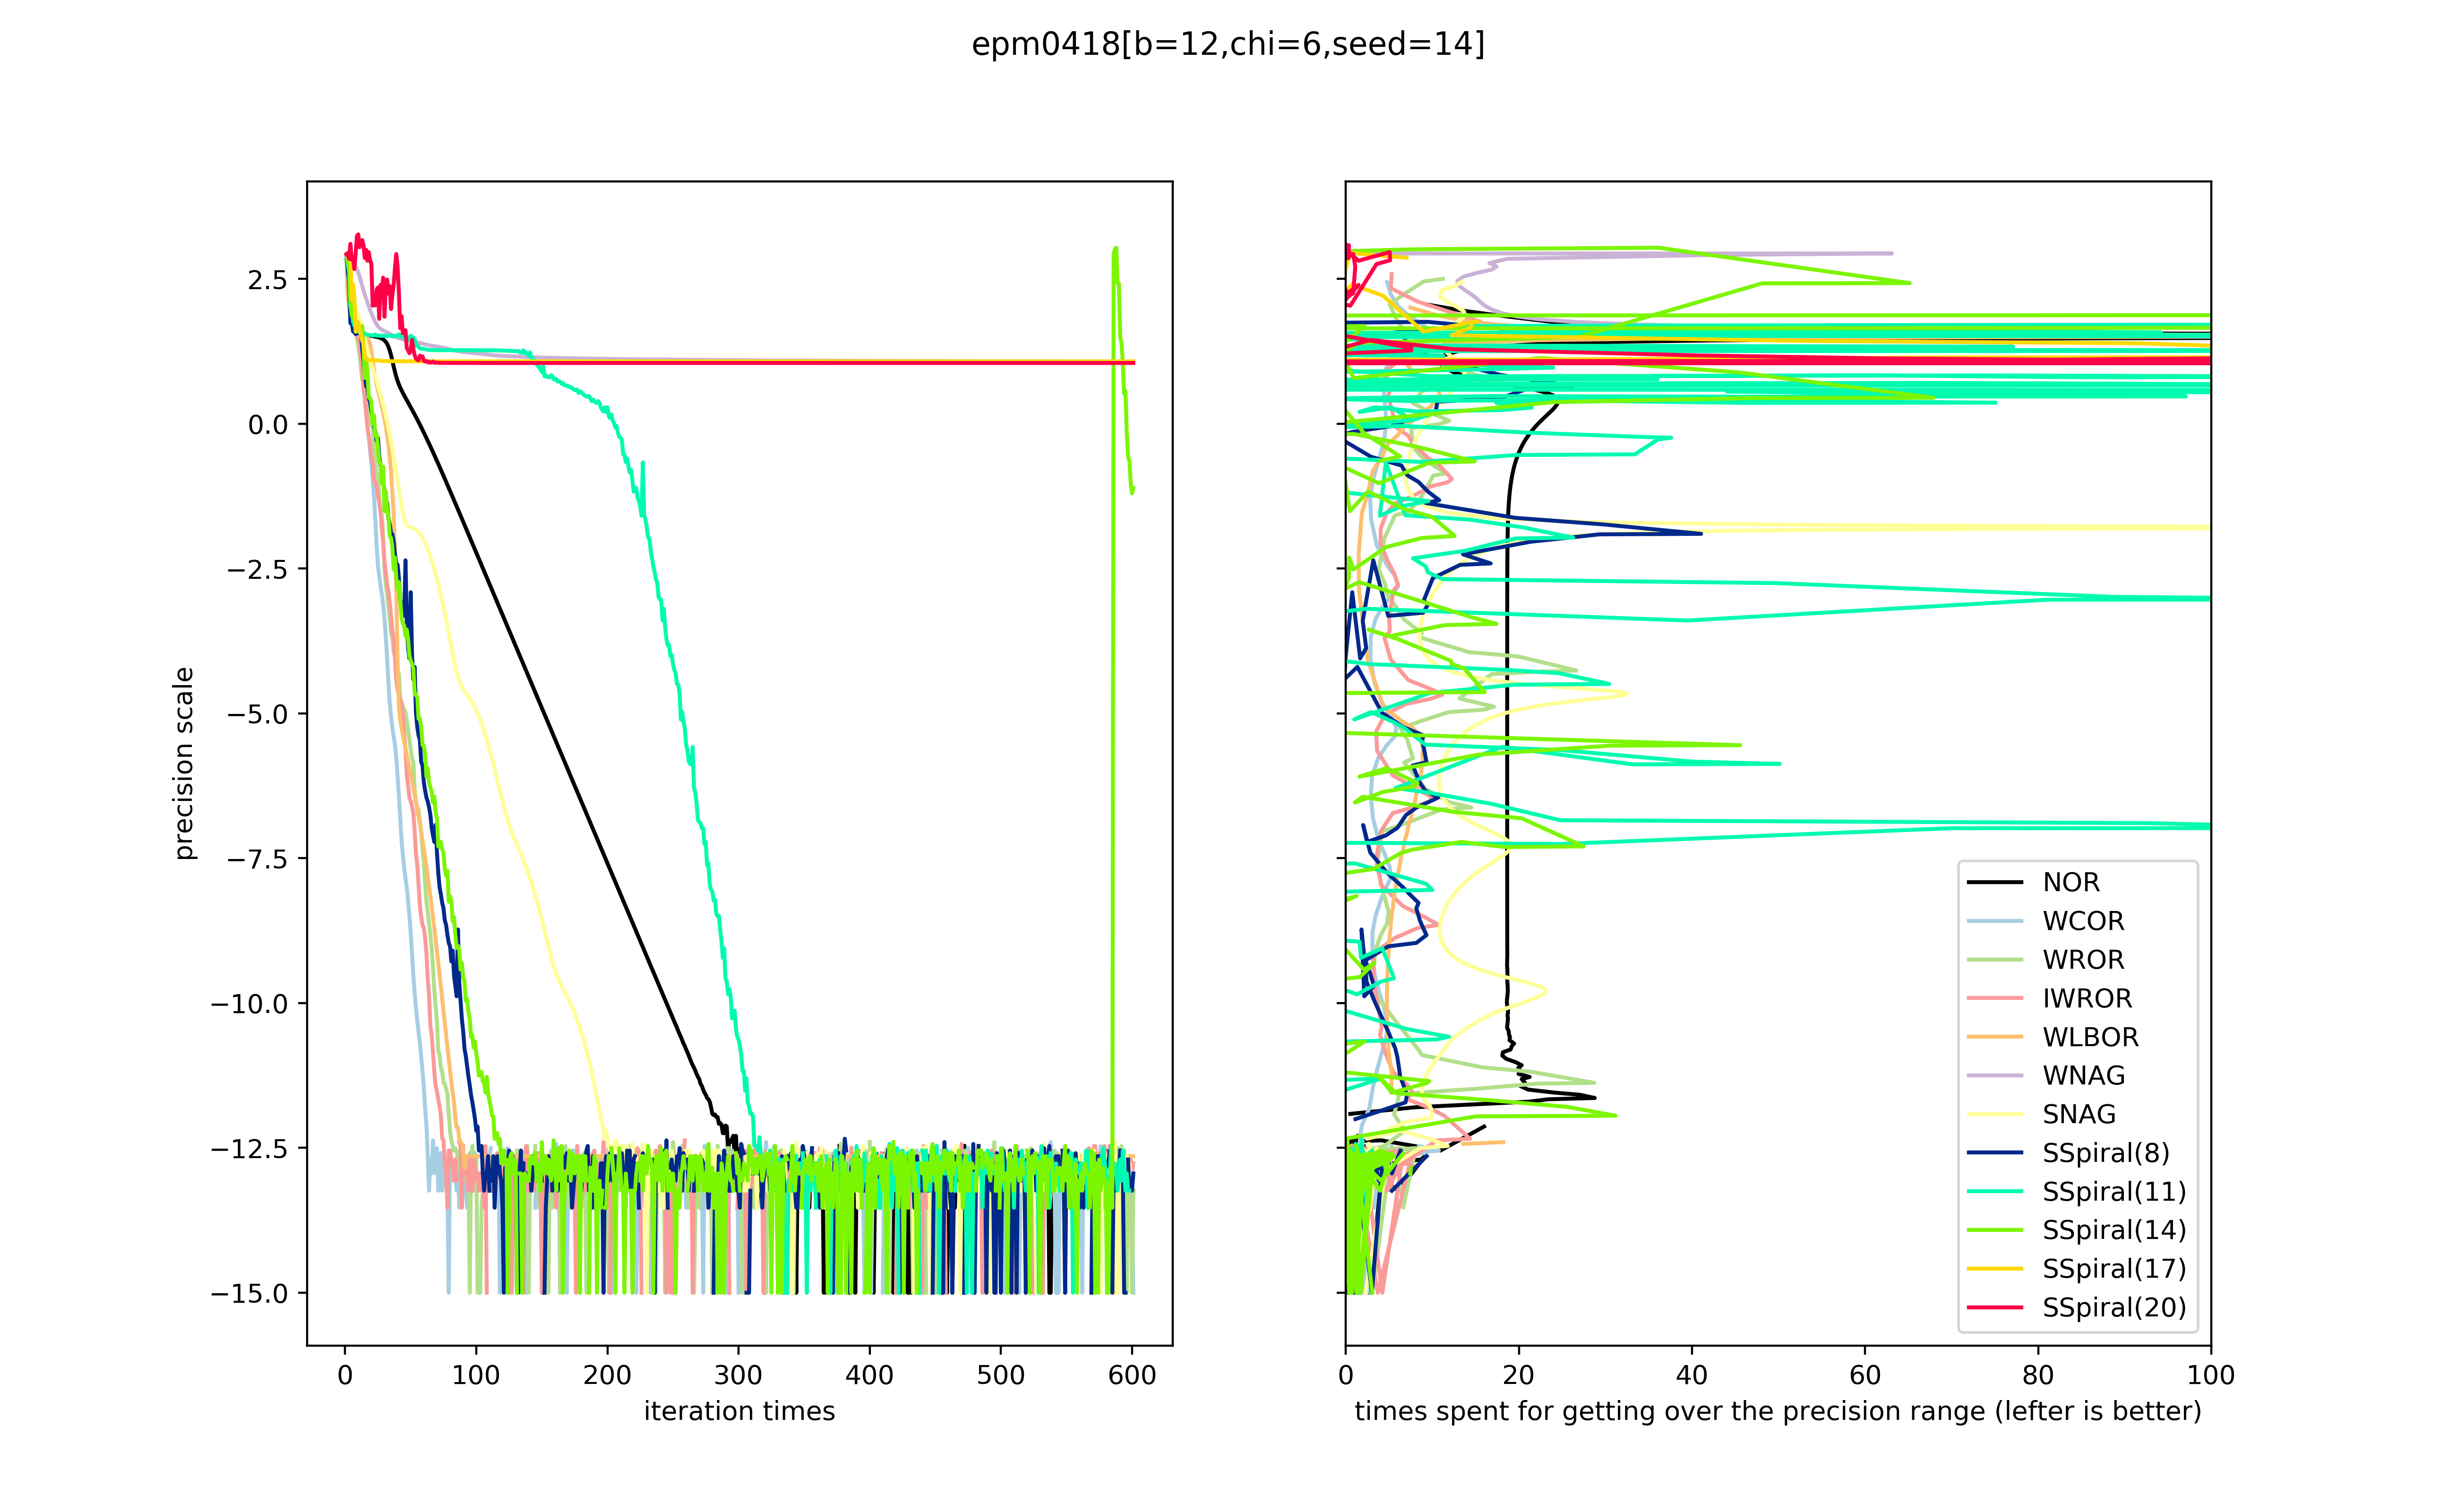 epm0418[b=12,chi=6,seed=14]
precision scale
2.5
0.0
−2.5
−5.0
−7.5
−10.0
−12.5
−15.0
0 100 200 300 400 500 600
iteration times
0 20 40 60 80 100
times spent for getting over the precision range (lefter is better)
NOR
WCOR
WROR
IWROR
WLBOR
WNAG
SNAG
SSpiral(8)
SSpiral(11)
SSpiral(14)
SSpiral(17)
SSpiral(20)